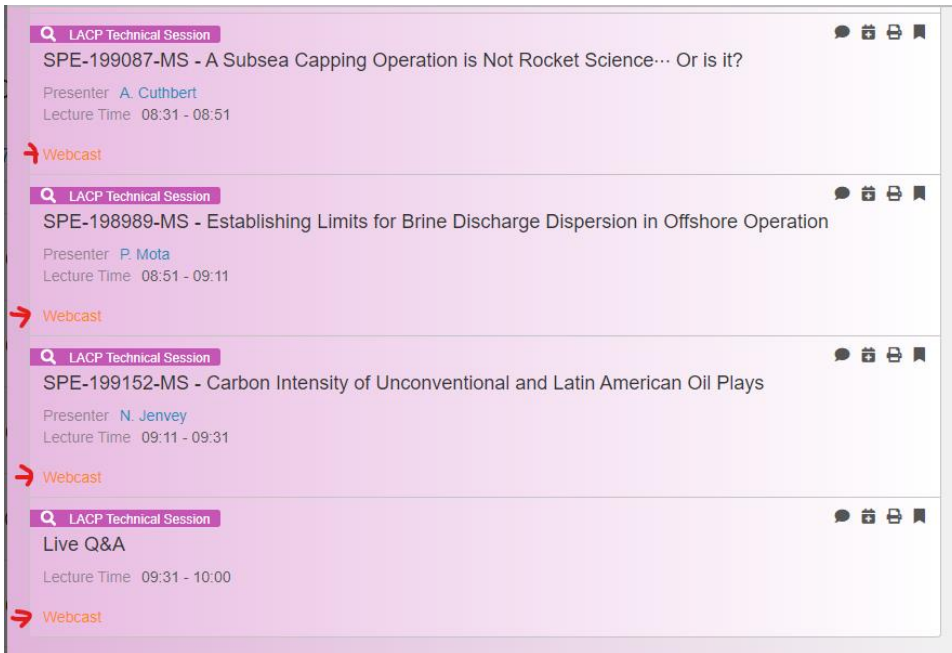 LACP Technical Session
SPE-199087-MS - A Subsea Capping Operation is Not Rocket Science··· Or is it?
Presenter A. Cuthbert
Lecture Time 08:31 - 08:51
Webcast
LACP Technical Session
SPE-198989-MS - Establishing Limits for Brine Discharge Dispersion in Offshore Operation
Presenter P. Mota
Lecture Time 08:51 - 09:11
Webcast
LACP Technical Session
SPE-199152-MS - Carbon Intensity of Unconventional and Latin American Oil Plays
Presenter N. Jenvey
Lecture Time 09:11 - 09:31
Webcast
LACP Technical Session
Live Q&A
Lecture Time 09:31 - 10:00
Webcast